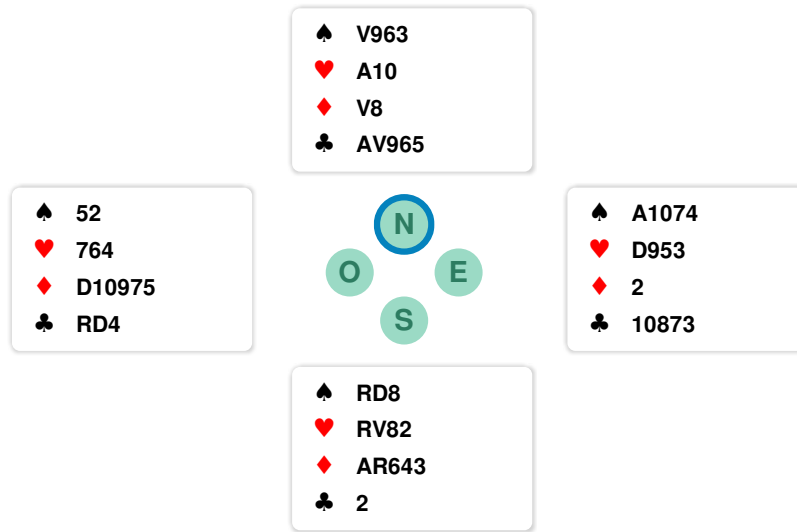 ♠ V963
♥ A10
♦ V8
♣ AV965
♠ 52
♥ 764
♦ D10975
♣ RD4
N
O
E
S
♠ A1074
♥ D953
♦ 2
♣ 10873
♠ RD8
♥ RV82
♦ AR643
♣ 2